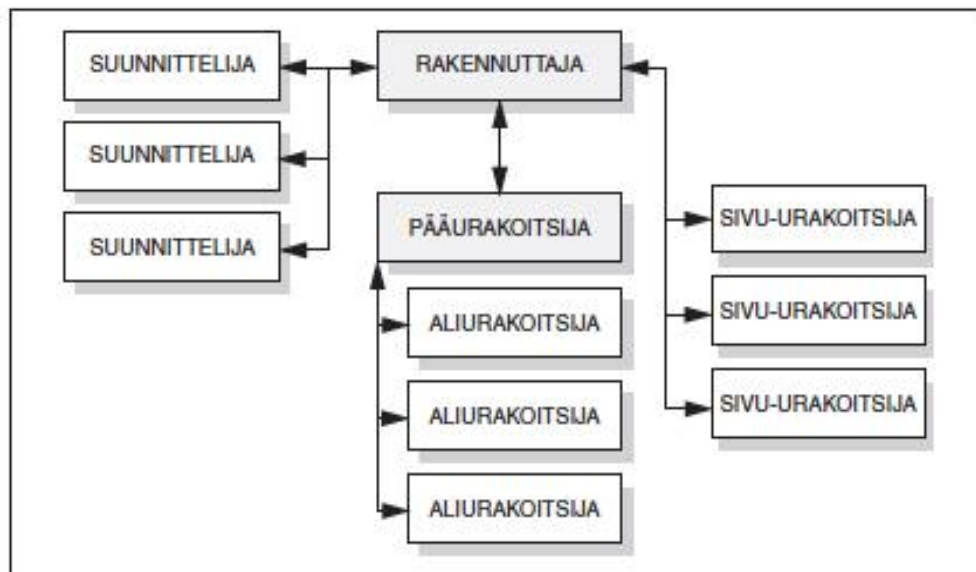 SUUNNITTELIJA
RAKENNUTTAJA
SUUNNITTELIJA
SUUNNITTELIJA
PÄÄURAKOITSIJA
SIVU-URAKOITSIJA
ALIURAKOITSIJA
SIVU-URAKOITSIJA
ALIURAKOITSIJA
SIVU-URAKOITSIJA
ALIURAKOITSIJA